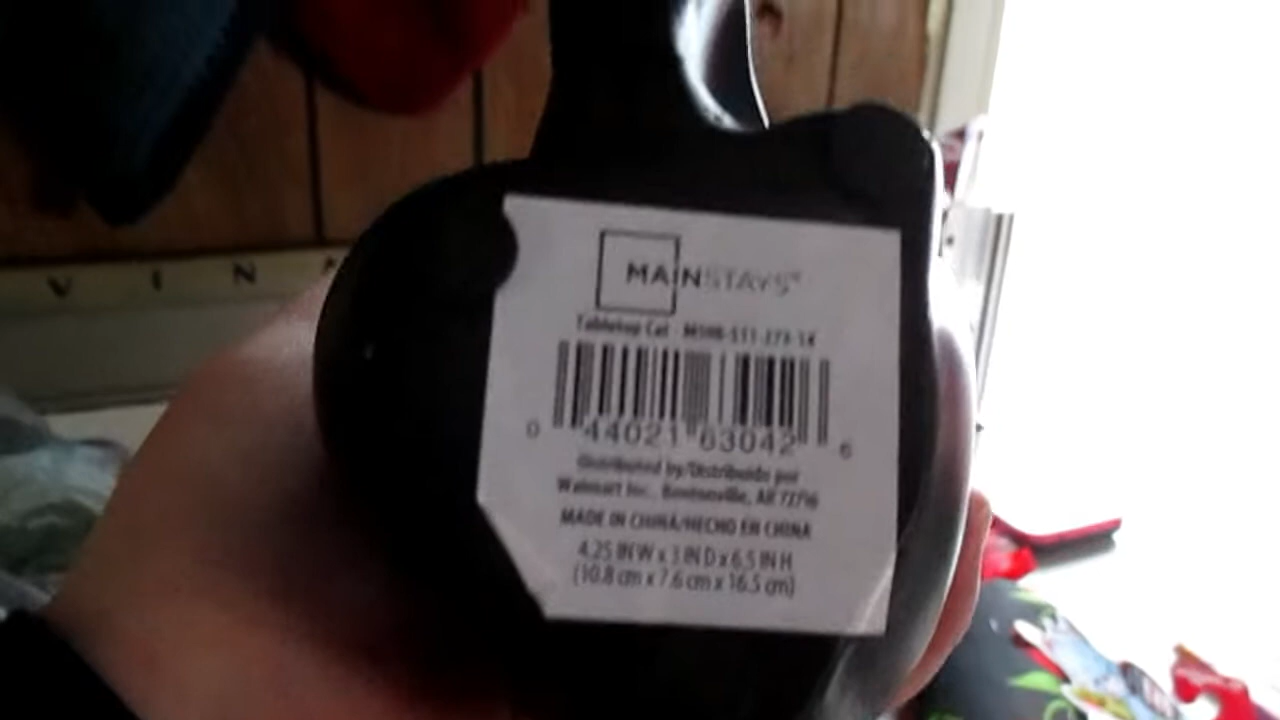 V I N
MAINSTAYS
Tabletop Cat -
0 44021 63042 6
distributed by/Distribuido por
Walmart Inc., Bentonville, AR 72716
MADE IN CHINA/HECHO EN CHINA
4.25 IN W x 3 IN D x 6.5 IN H
(10.8 cm x 7.6 cm x 16.5 cm)